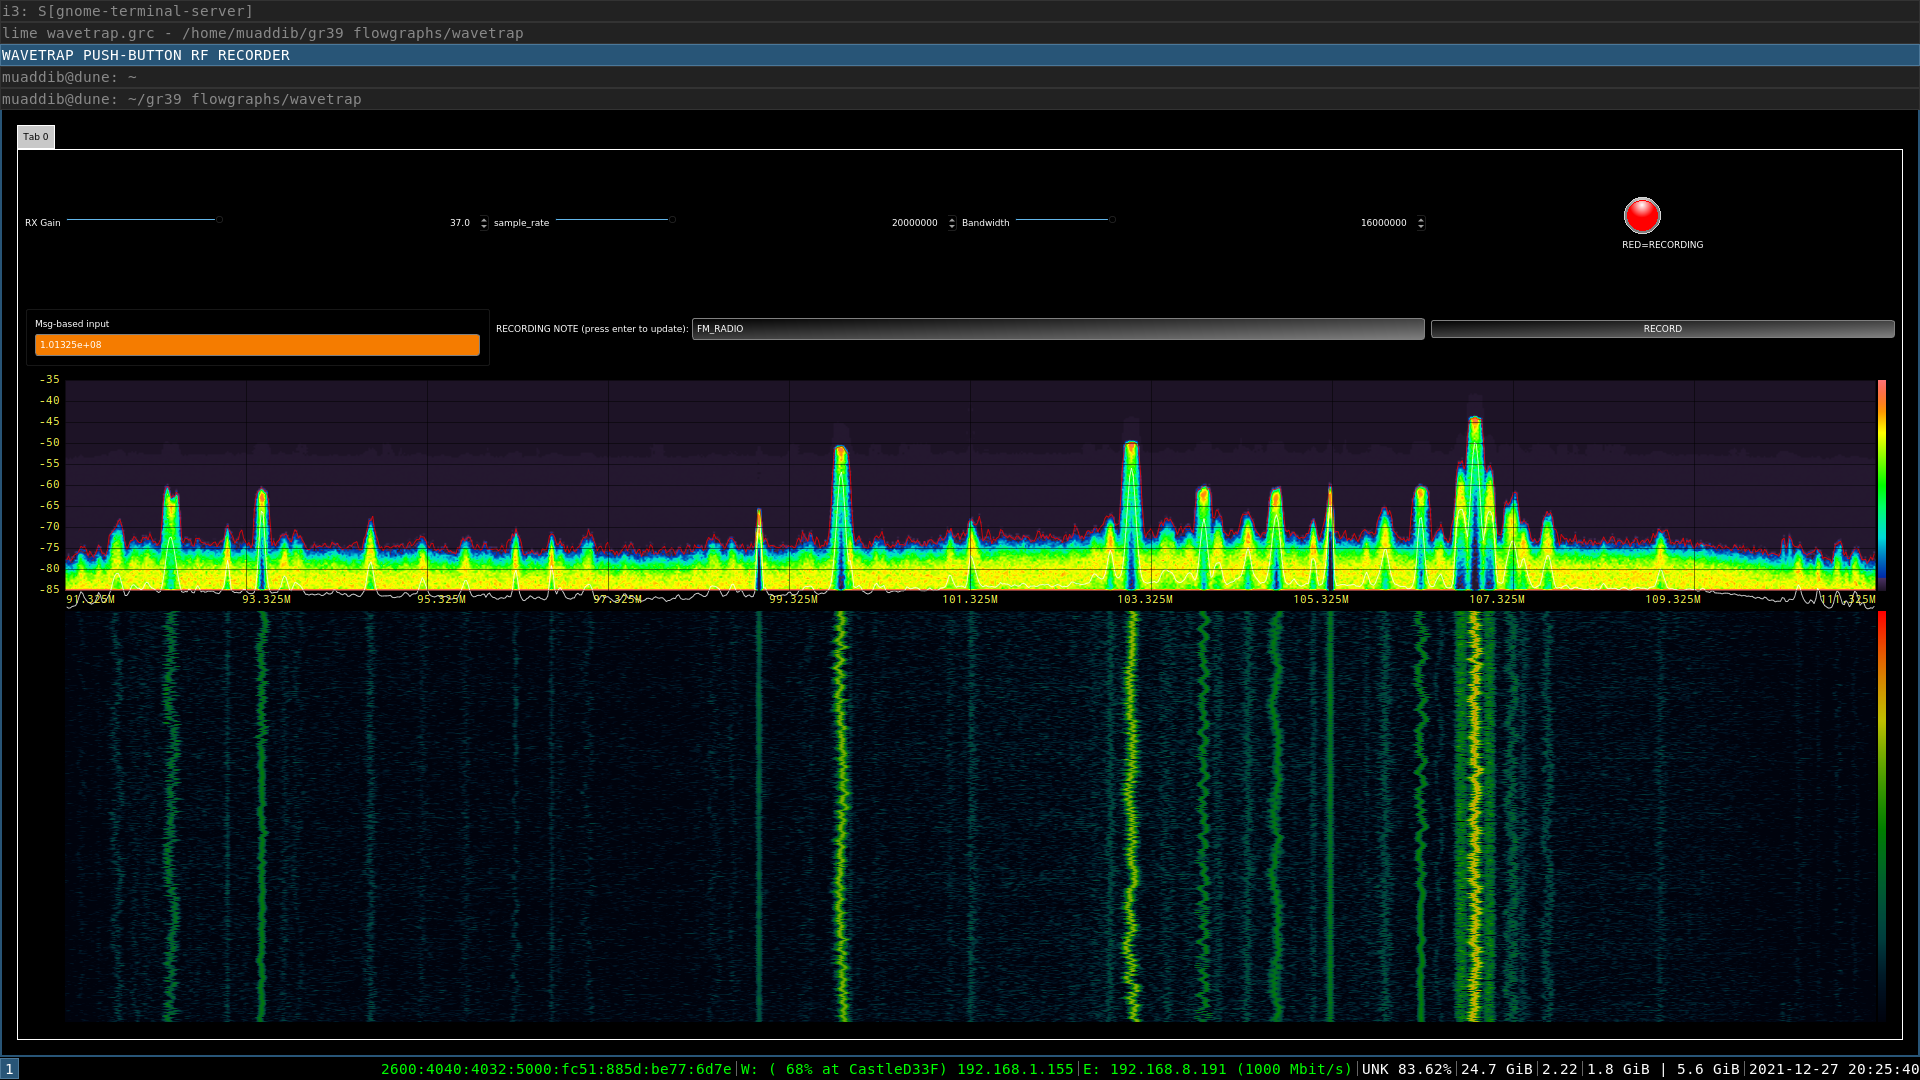 i3: S[gnome-terminal-server]
lime wavetrap.grc - /home/muaddib/gr39 flowgraphs/wavetrap
WAVETRAP PUSH-BUTTON RF RECORDER
muaddib@dune: ~
muaddib@dune: ~/gr39 flowgraphs/wavetrap
Tab 0
RX Gain 37.0 sample_rate 20000000 Bandwidth 16000000
RED=RECORDING
Msg-based input
1.01325e+08
RECORDING NOTE (press enter to update): FM_RADIO RECORD
-35
-40
-45
-50
-55
-60
-65
-70
-75
-80
-85
91.325M 93.325M 95.325M 97.325M 99.325M 101.325M 103.325M 105.325M 107.325M 109.325M 111.325M
1 2600:4040:4032:5000:fc51:885d:be77:6d7e|W: ( 68% at CastleD33F) 192.168.1.155|E: 192.168.8.191 (1000 Mbit/s)|UNK 83.62%|24.7 GiB|2.22|1.8 GiB | 5.6 GiB|2021-12-27 20:25:40